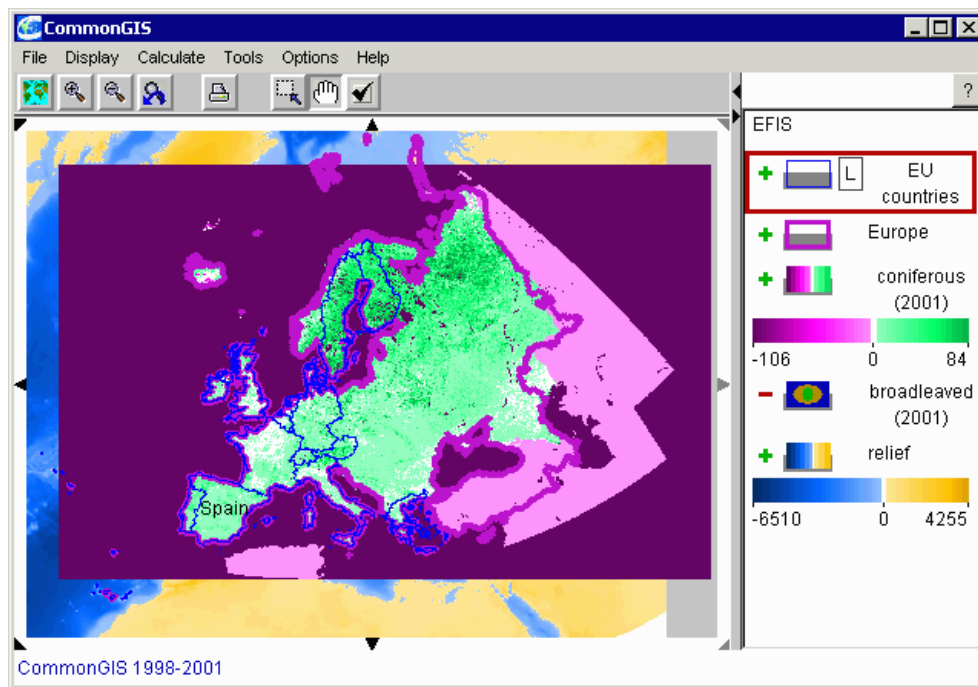 CommonGIS
File Display Calculate Tools Options Help
?
EFIS
L
EU
countries
Europe
coniferous
(2001)
-106 0 84
broadleaved
(2001)
relief
-6510 0 4255
Spain
CommonGIS 1998-2001